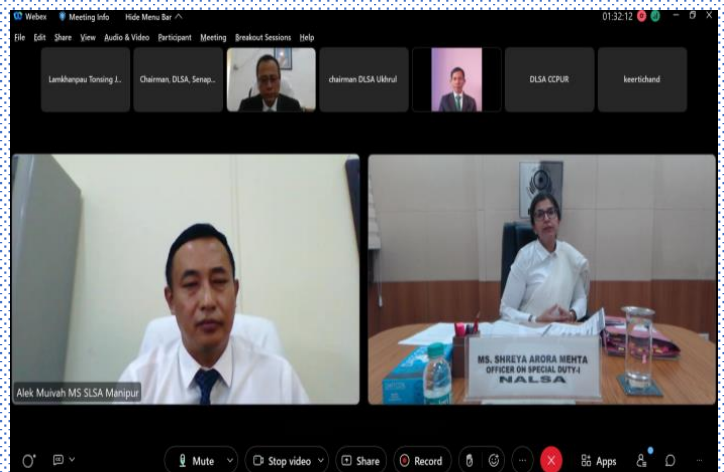 Webex Meeting Info Hide Menu Bar ^ 01:32:12
File Edit Share View Audio & Video Participant Meeting Breakout Sessions Help
Lamkhanpau Tonsing J.. Chairman, DLSA, Senap... chairman DLSA Ukhrul DLSA CCPUR keertichand
MS. SHREYA ARORA MEHTA
OFFICER ON SPECIAL DUTY-I
NALSA
Alek Muivah MS SLSA Manipur
Mute Stop video Share Record ... Apps ...